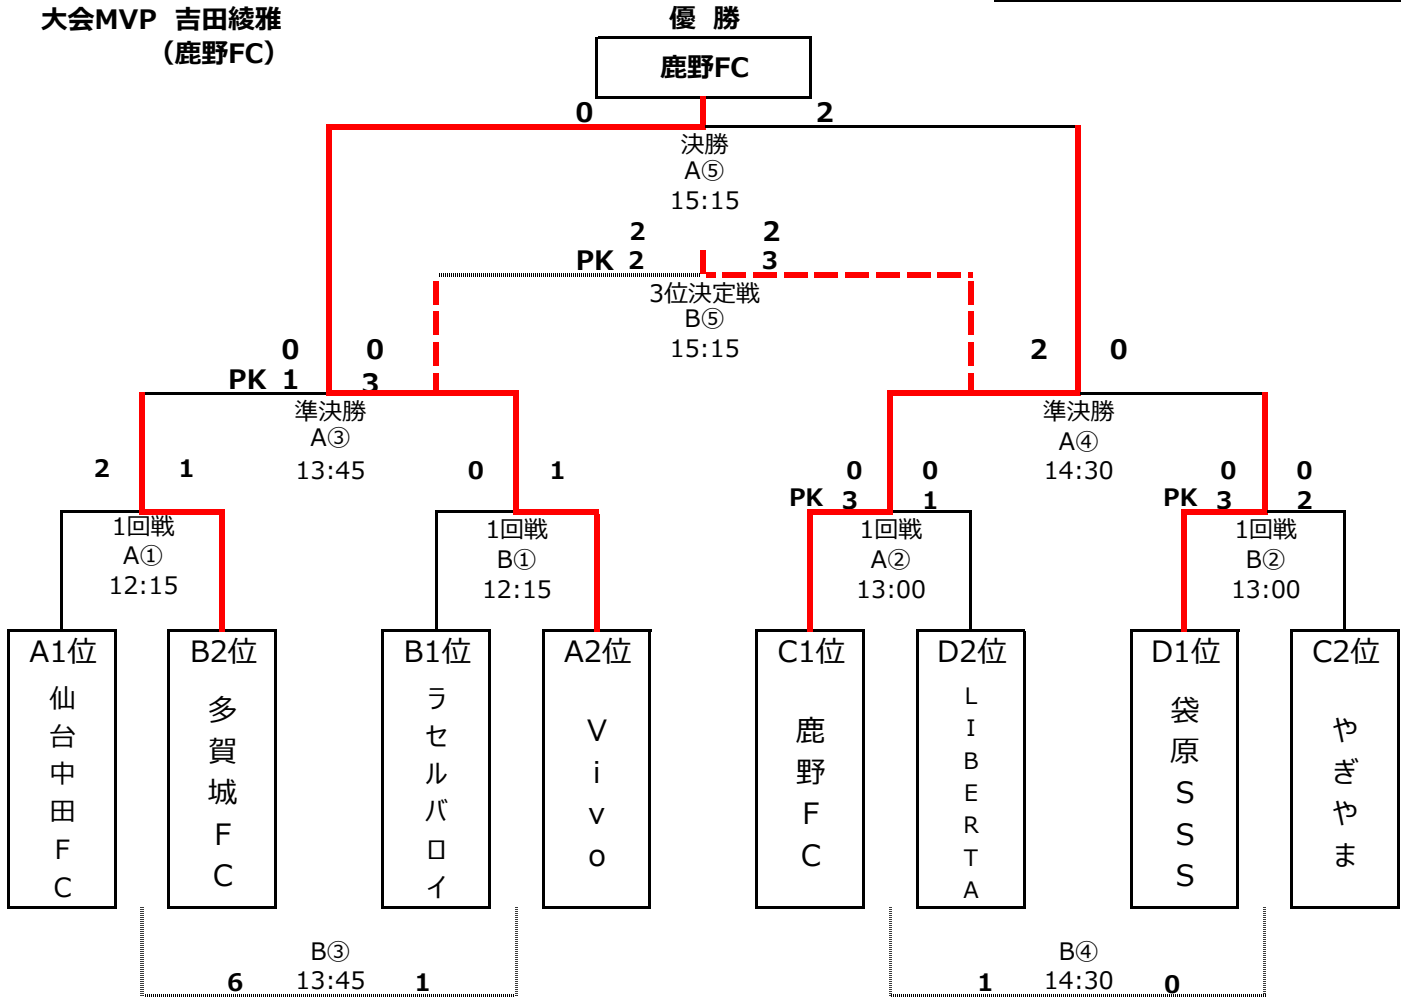 大会MVP 吉田綾雅
（鹿野FC）
優 勝
鹿野FC
0 2
決勝
A⑤
15:15
2 2
PK 2 3
3位決定戦
B⑤
15:15
0 0
PK 1 3
2 0
準決勝
A③
13:45
準決勝
A④
14:30
2 1
0 1
0 0
PK 3 1
0 0
PK 3 2
1回戦
A①
12:15
1回戦
B①
12:15
1回戦
A②
13:00
1回戦
B②
13:00
A1位
仙台中田FC
B2位
多賀城FC
B1位
ラセルバロイ
A2位
Vivo
C1位
鹿野FC
D2位
LIBERTA
D1位
袋原SSS
C2位
やぎやま
B③
6 13:45 1
B④
1 14:30 0